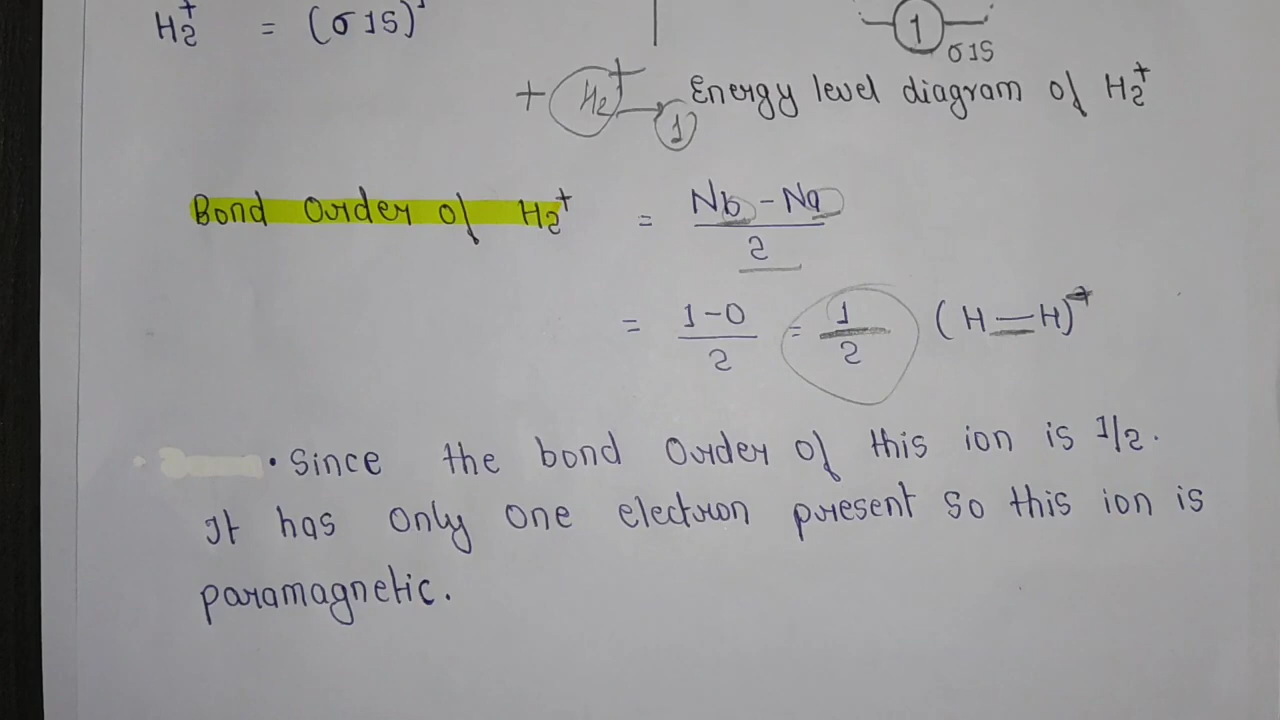 H2+ = (σ1s)1
1
σ1s
+ H2+ 1 Energy level diagram of H2+
Bond Order of H2+ = Nb - Na
2
= 1-0 = 1 (H—H)+
2 2
• Since the bond Order of this ion is 1/2.
It has only one electron present so this ion is
paramagnetic.